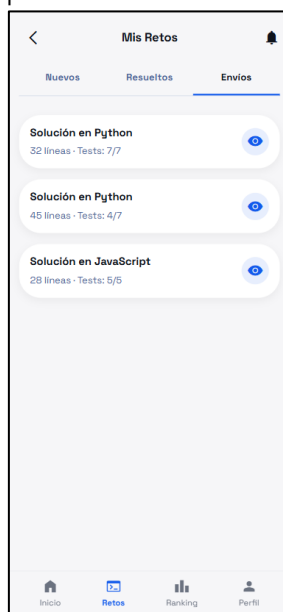 Mis Retos
Nuevos Resueltos Envíos
Solución en Python
32 líneas · Tests: 7/7
Solución en Python
45 líneas · Tests: 4/7
Solución en JavaScript
28 líneas · Tests: 5/5
Inicio Retos Ranking Perfil